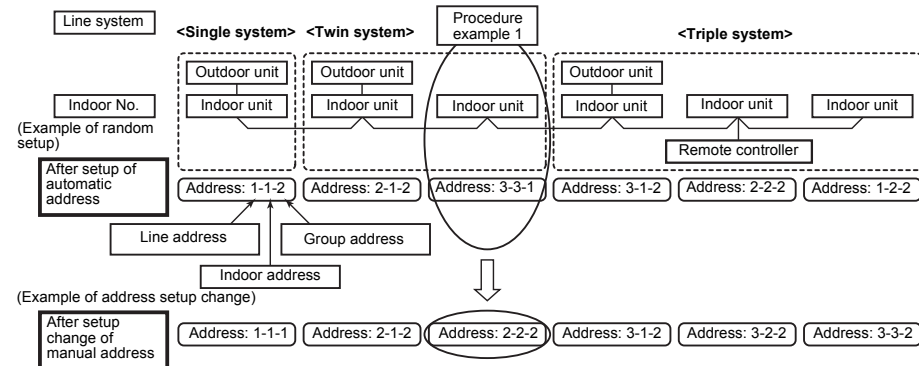 Line system
<Single system>
<Twin system>
Procedure
example 1
<Triple system>
Outdoor unit
Outdoor unit
Outdoor unit
Indoor No.
Indoor unit
Indoor unit
Indoor unit
Indoor unit
Indoor unit
Indoor unit
(Example of random
setup)
Remote controller
After setup of
automatic
address
Address: 1-1-2
Address: 2-1-2
Address: 3-3-1
Address: 3-1-2
Address: 2-2-2
Address: 1-2-2
Line address
Group address
Indoor address
(Example of address setup change)
After setup
change of
manual address
Address: 1-1-1
Address: 2-1-2
Address: 2-2-2
Address: 3-1-2
Address: 3-2-2
Address: 3-3-2